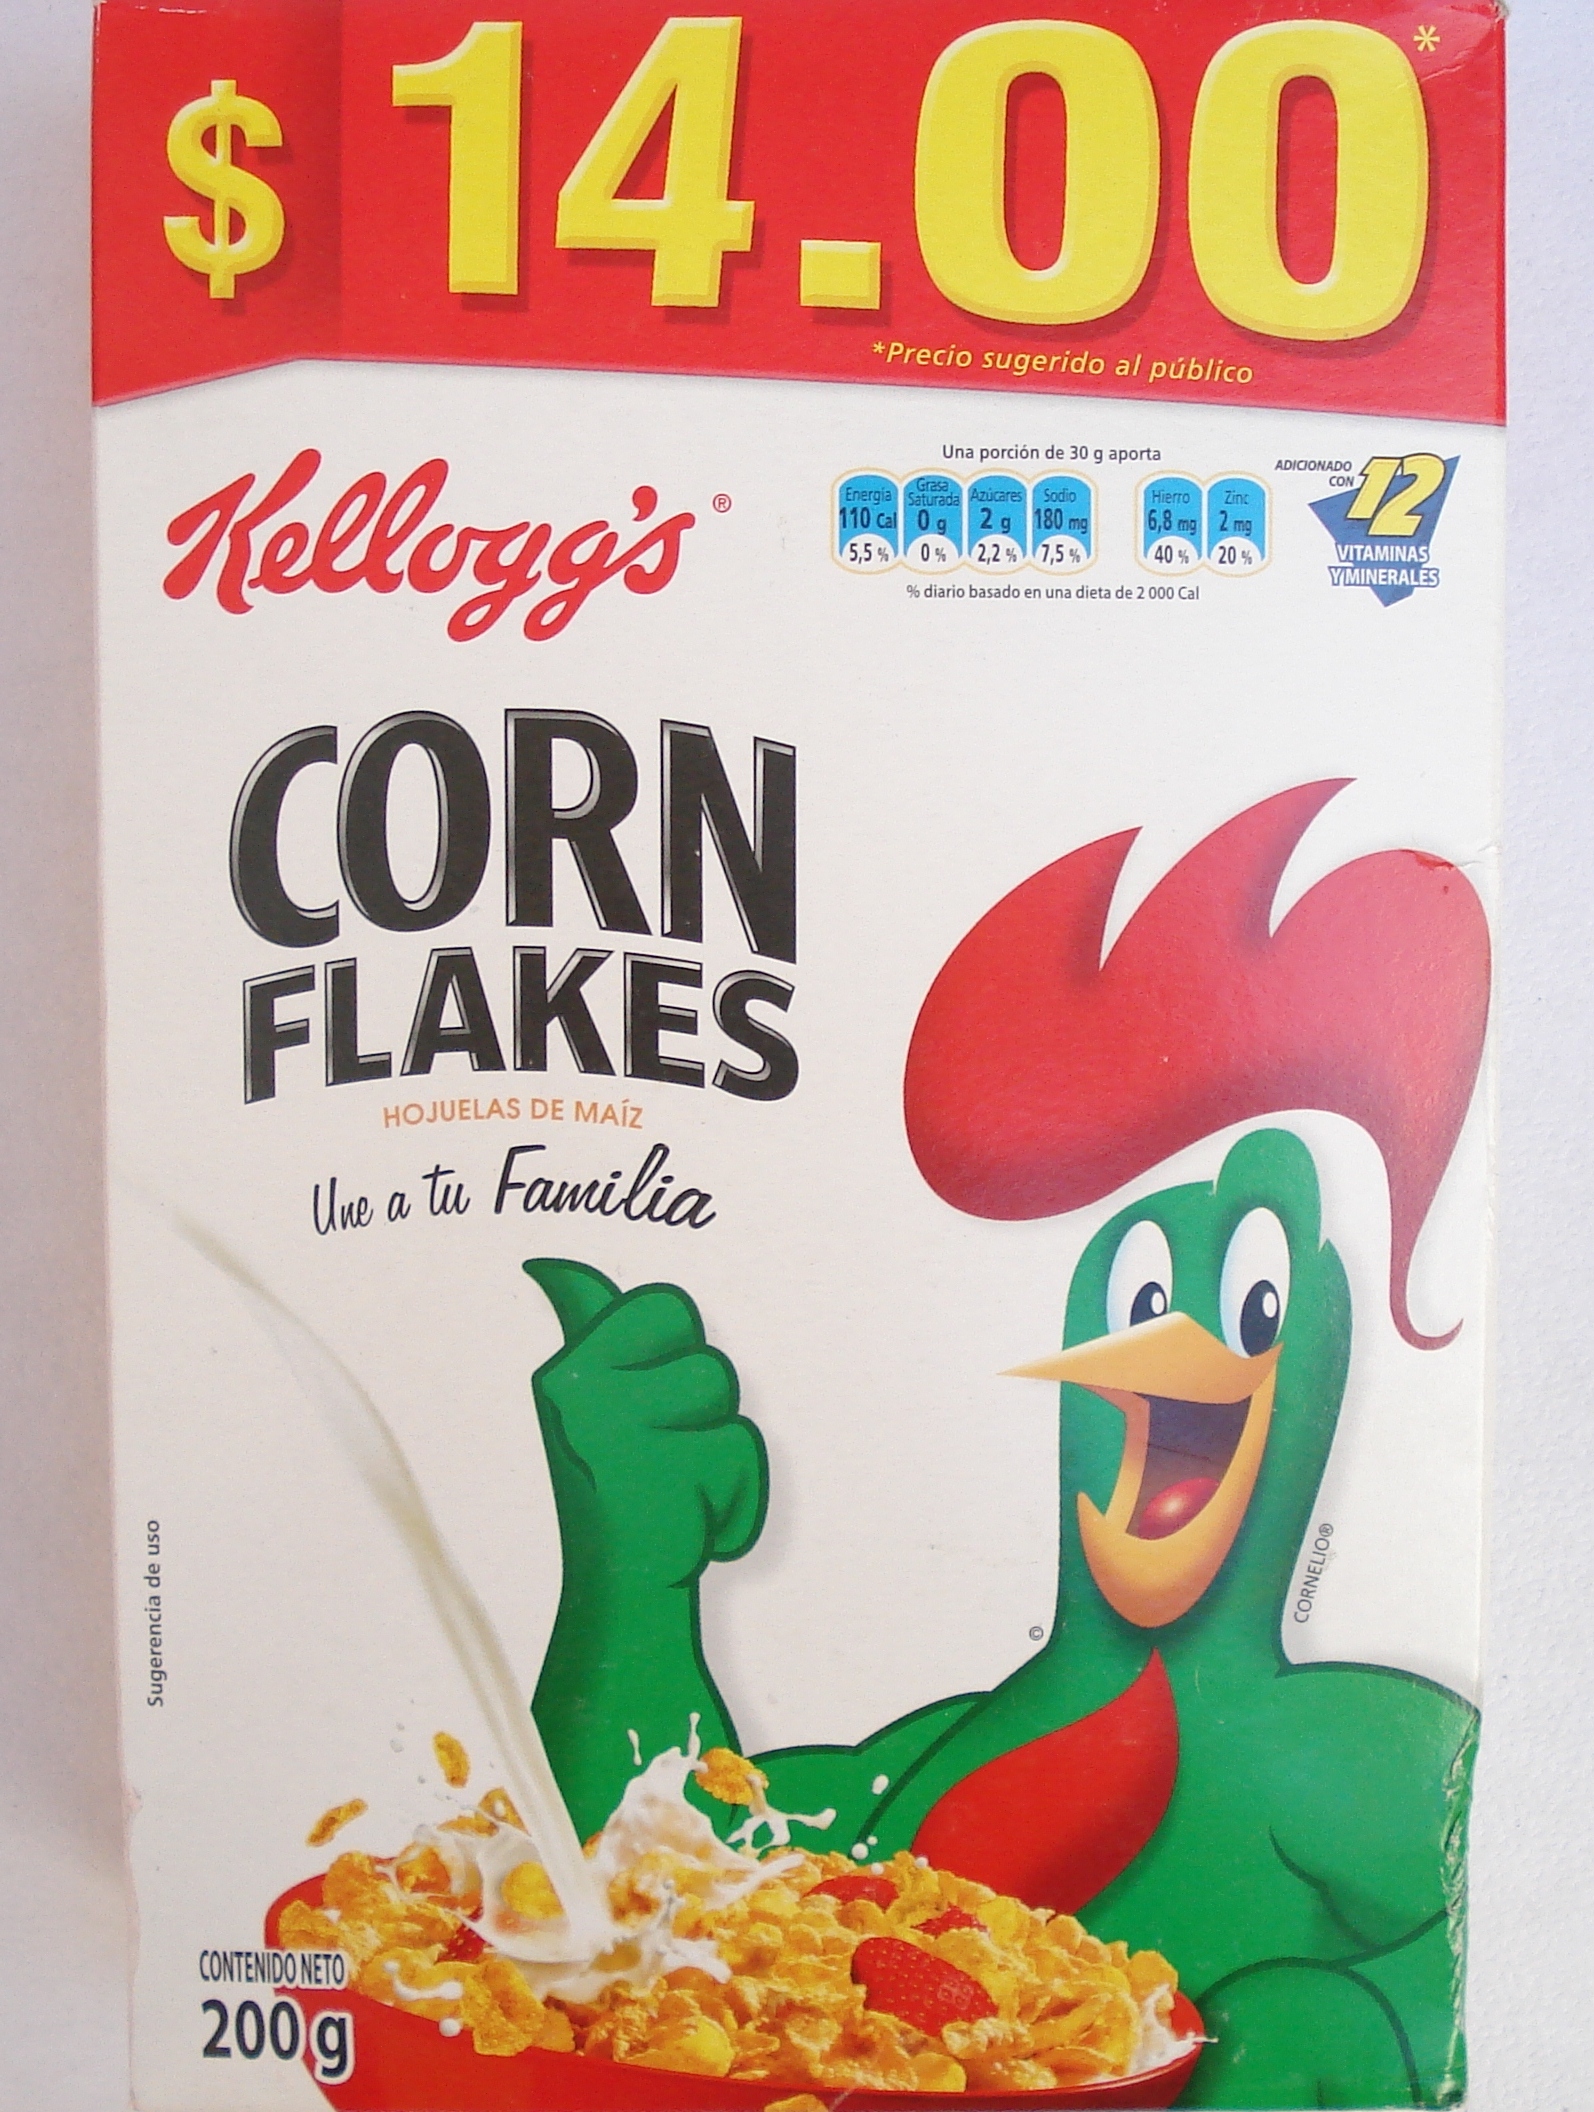 $ 14.00*
*Precio sugerido al público
Kellogg's®
Una porción de 30 g aporta
Energía 110 Cal 5,5 %
Grasa Saturada 0 g 0 %
Azúcares 2 g 2,2 %
Sodio 180 mg 7,5 %
Hierro 6,8 mg 40 %
Zinc 2 mg 20 %
% diario basado en una dieta de 2 000 Cal
ADICIONADO
CON 12
VITAMINAS
Y MINERALES
CORN
FLAKES
HOJUELAS DE MAÍZ
Une a tu Familia
Sugerencia de uso
©
CORNELIO®
CONTENIDO NETO
200 g